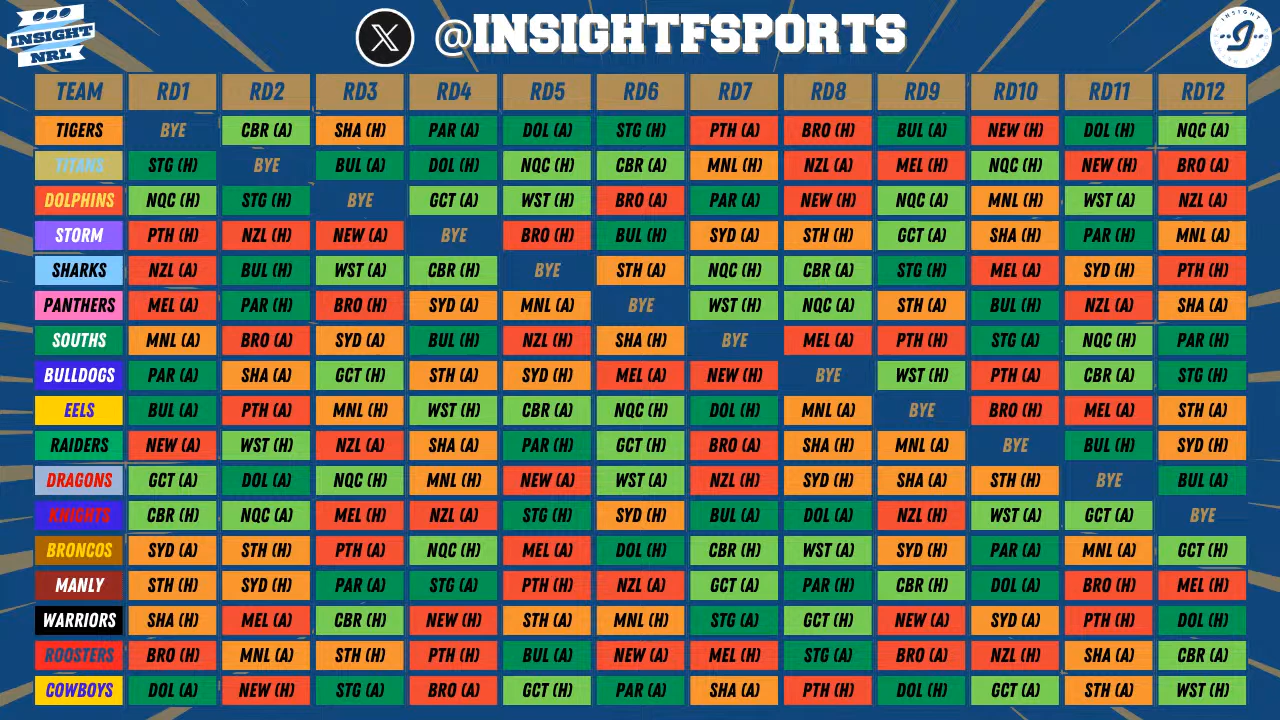 INSIGHT
NRL
@INSIGHTFSPORTS
INSIGHT
TEAM RD1 RD2 RD3 RD4 RD5 RD6 RD7 RD8 RD9 RD10 RD11 RD12
TIGERS BYE CBR (A) SHA (H) PAR (A) DOL (A) STG (H) PTH (A) BRO (H) BUL (A) NEW (H) DOL (H) NQC (A)
TITANS STG (H) BYE BUL (A) DOL (H) NQC (H) CBR (A) MNL (H) NZL (A) MEL (H) NQC (H) NEW (H) BRO (A)
DOLPHINS NQC (H) STG (H) BYE GCT (A) WST (H) BRO (A) PAR (A) NEW (H) NQC (A) MNL (H) WST (A) NZL (A)
STORM PTH (H) NZL (H) NEW (A) BYE BRO (H) BUL (H) SYD (A) STH (H) GCT (A) SHA (H) PAR (H) MNL (A)
SHARKS NZL (A) BUL (H) WST (A) CBR (H) BYE STH (A) NQC (H) CBR (A) STG (H) MEL (A) SYD (H) PTH (H)
PANTHERS MEL (A) PAR (H) BRO (H) SYD (A) MNL (A) BYE WST (H) NQC (A) STH (A) BUL (H) NZL (A) SHA (A)
SOUTHS MNL (A) BRO (A) SYD (A) BUL (H) NZL (H) SHA (H) BYE MEL (A) PTH (H) STG (A) NQC (H) PAR (H)
BULLDOGS PAR (A) SHA (A) GCT (H) STH (A) SYD (H) MEL (A) NEW (H) BYE WST (H) PTH (A) CBR (A) STG (H)
EELS BUL (A) PTH (A) MNL (H) WST (H) CBR (A) NQC (H) DOL (H) MNL (A) BYE BRO (H) MEL (A) STH (A)
RAIDERS NEW (A) WST (H) NZL (A) SHA (A) PAR (H) GCT (H) BRO (A) SHA (H) MNL (A) BYE BUL (H) SYD (H)
DRAGONS GCT (A) DOL (A) NQC (H) MNL (H) NEW (A) WST (A) NZL (H) SYD (H) SHA (A) STH (H) BYE BUL (A)
KNIGHTS CBR (H) NQC (A) MEL (H) NZL (A) STG (H) SYD (H) BUL (A) DOL (A) NZL (H) WST (A) GCT (A) BYE
BRONCOS SYD (A) STH (H) PTH (A) NQC (H) MEL (A) DOL (H) CBR (H) WST (A) SYD (H) PAR (A) MNL (A) GCT (H)
MANLY STH (H) SYD (H) PAR (A) STG (A) PTH (H) NZL (A) GCT (A) PAR (H) CBR (H) DOL (A) BRO (H) MEL (H)
WARRIORS SHA (H) MEL (A) CBR (H) NEW (H) STH (A) MNL (H) STG (A) GCT (H) NEW (A) SYD (A) PTH (H) DOL (H)
ROOSTERS BRO (H) MNL (A) STH (H) PTH (H) BUL (A) NEW (A) MEL (H) STG (A) BRO (A) NZL (H) SHA (A) CBR (A)
COWBOYS DOL (A) NEW (H) STG (A) BRO (A) GCT (H) PAR (A) SHA (A) PTH (H) DOL (H) GCT (A) STH (A) WST (H)